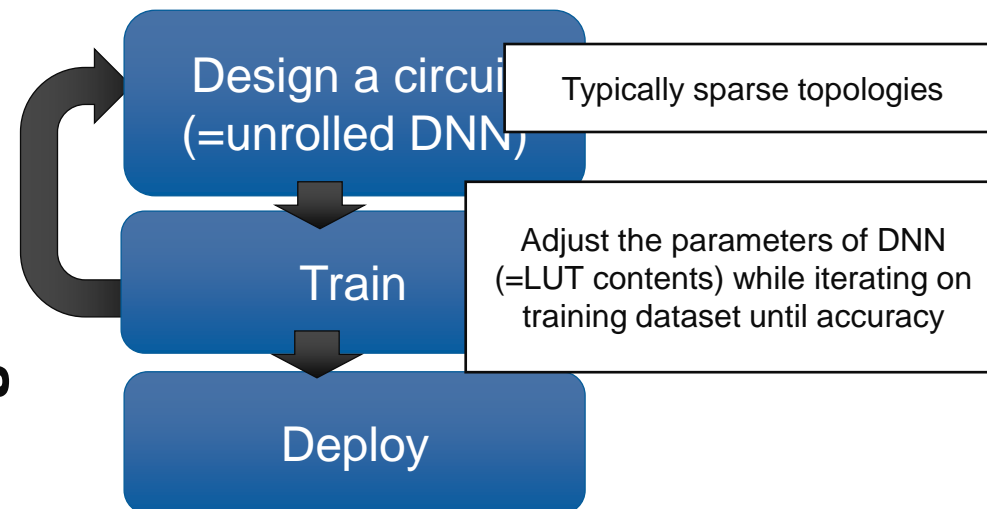 Design a circui
(=unrolled DNN)
Typically sparse topologies
Train
Adjust the parameters of DNN
(=LUT contents) while iterating on
training dataset until accuracy
Deploy